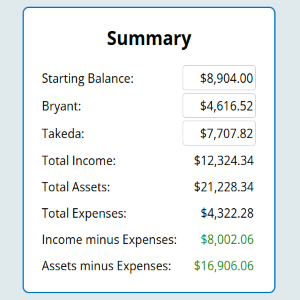 Summary
Starting Balance: $8,904.00
Bryant: $4,616.52
Takeda: $7,707.82
Total Income: $12,324.34
Total Assets: $21,228.34
Total Expenses: $4,322.28
Income minus Expenses: $8,002.06
Assets minus Expenses: $16,906.06